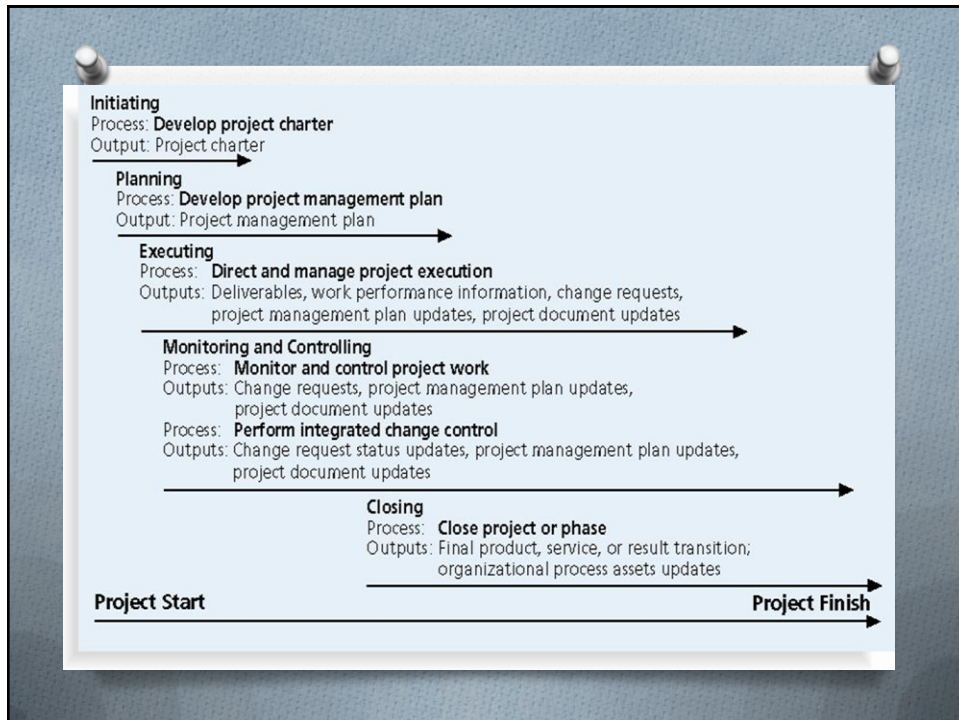 Initiating
Process: Develop project charter
Output: Project charter
Planning
Process: Develop project management plan
Output: Project management plan
Executing
Process: Direct and manage project execution
Outputs: Deliverables, work performance information, change requests,
project management plan updates, project document updates
Monitoring and Controlling
Process: Monitor and control project work
Outputs: Change requests, project management plan updates,
project document updates
Process: Perform integrated change control
Outputs: Change request status updates, project management plan updates,
project document updates
Closing
Process: Close project or phase
Outputs: Final product, service, or result transition;
organizational process assets updates
Project Start Project Finish